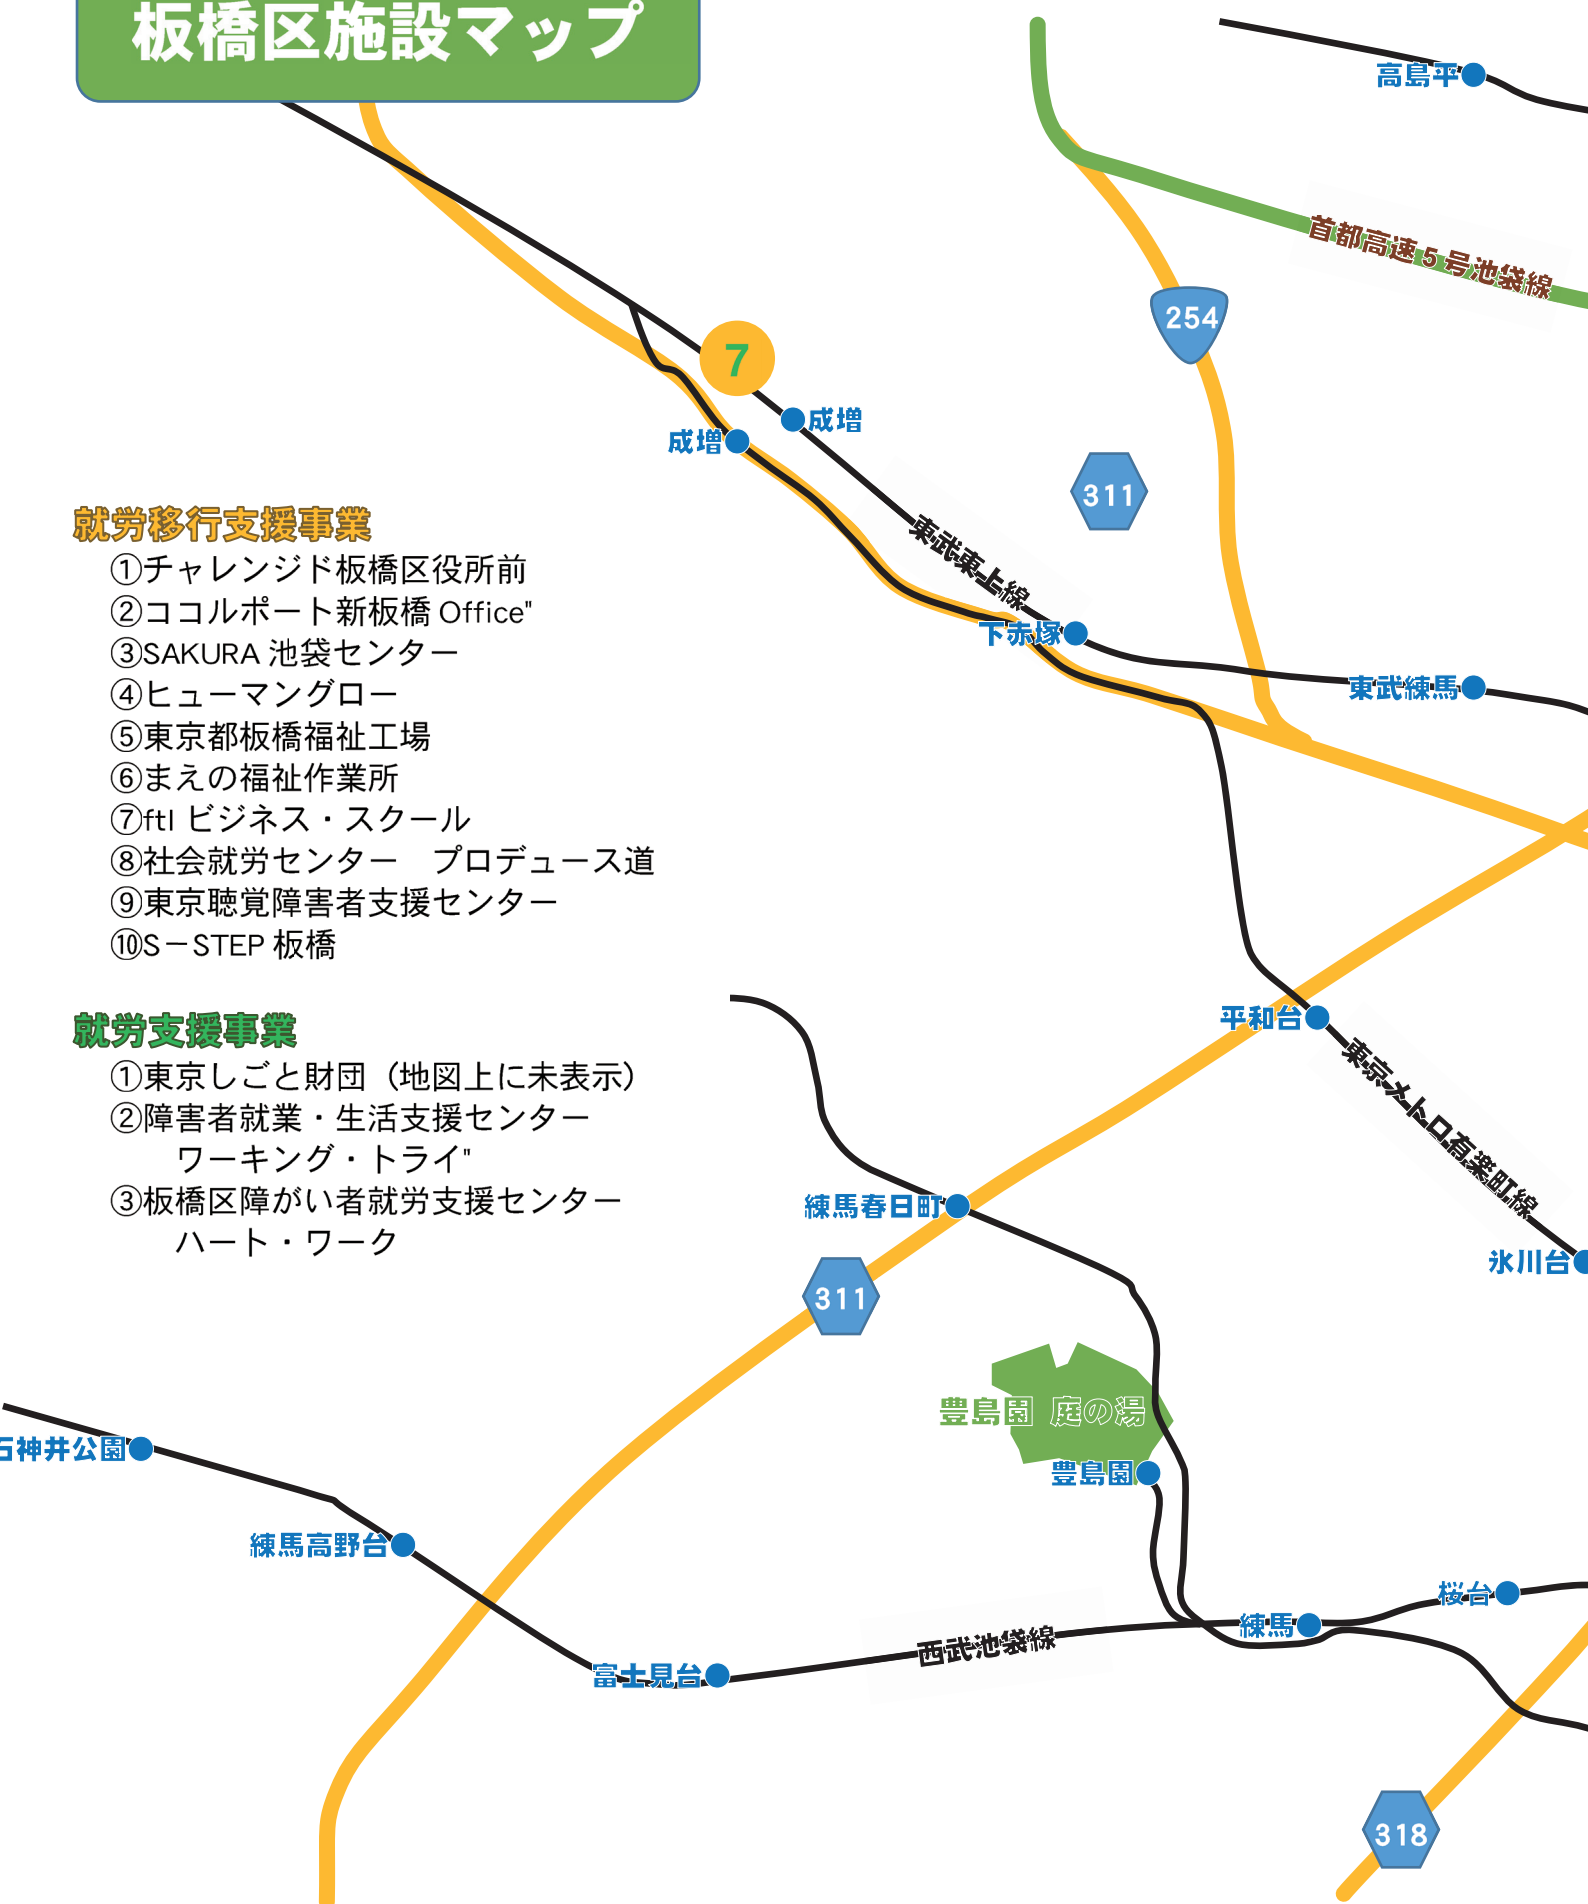 板橋区施設マップ
高島平
首都高速5号池袋線
254
7
成増
成増
311
東武東上線
下赤塚
東武練馬
就労移行支援事業
①チャレンジド板橋区役所前
②ココルポート新板橋 Office"
③SAKURA 池袋センター
④ヒューマングロー
⑤東京都板橋福祉工場
⑥まえの福祉作業所
⑦ftl ビジネス・スクール
⑧社会就労センター　プロデュース道
⑨東京聴覚障害者支援センター
⑩S－STEP 板橋
就労支援事業
①東京しごと財団（地図上に未表示）
②障害者就業・生活支援センター
ワーキング・トライ"
③板橋区障がい者就労支援センター
ハート・ワーク
平和台
東京メトロ有楽町線
氷川台
練馬春日町
311
豊島園 庭の湯
豊島園
石神井公園
練馬高野台
富士見台
西武池袋線
練馬
桜台
318